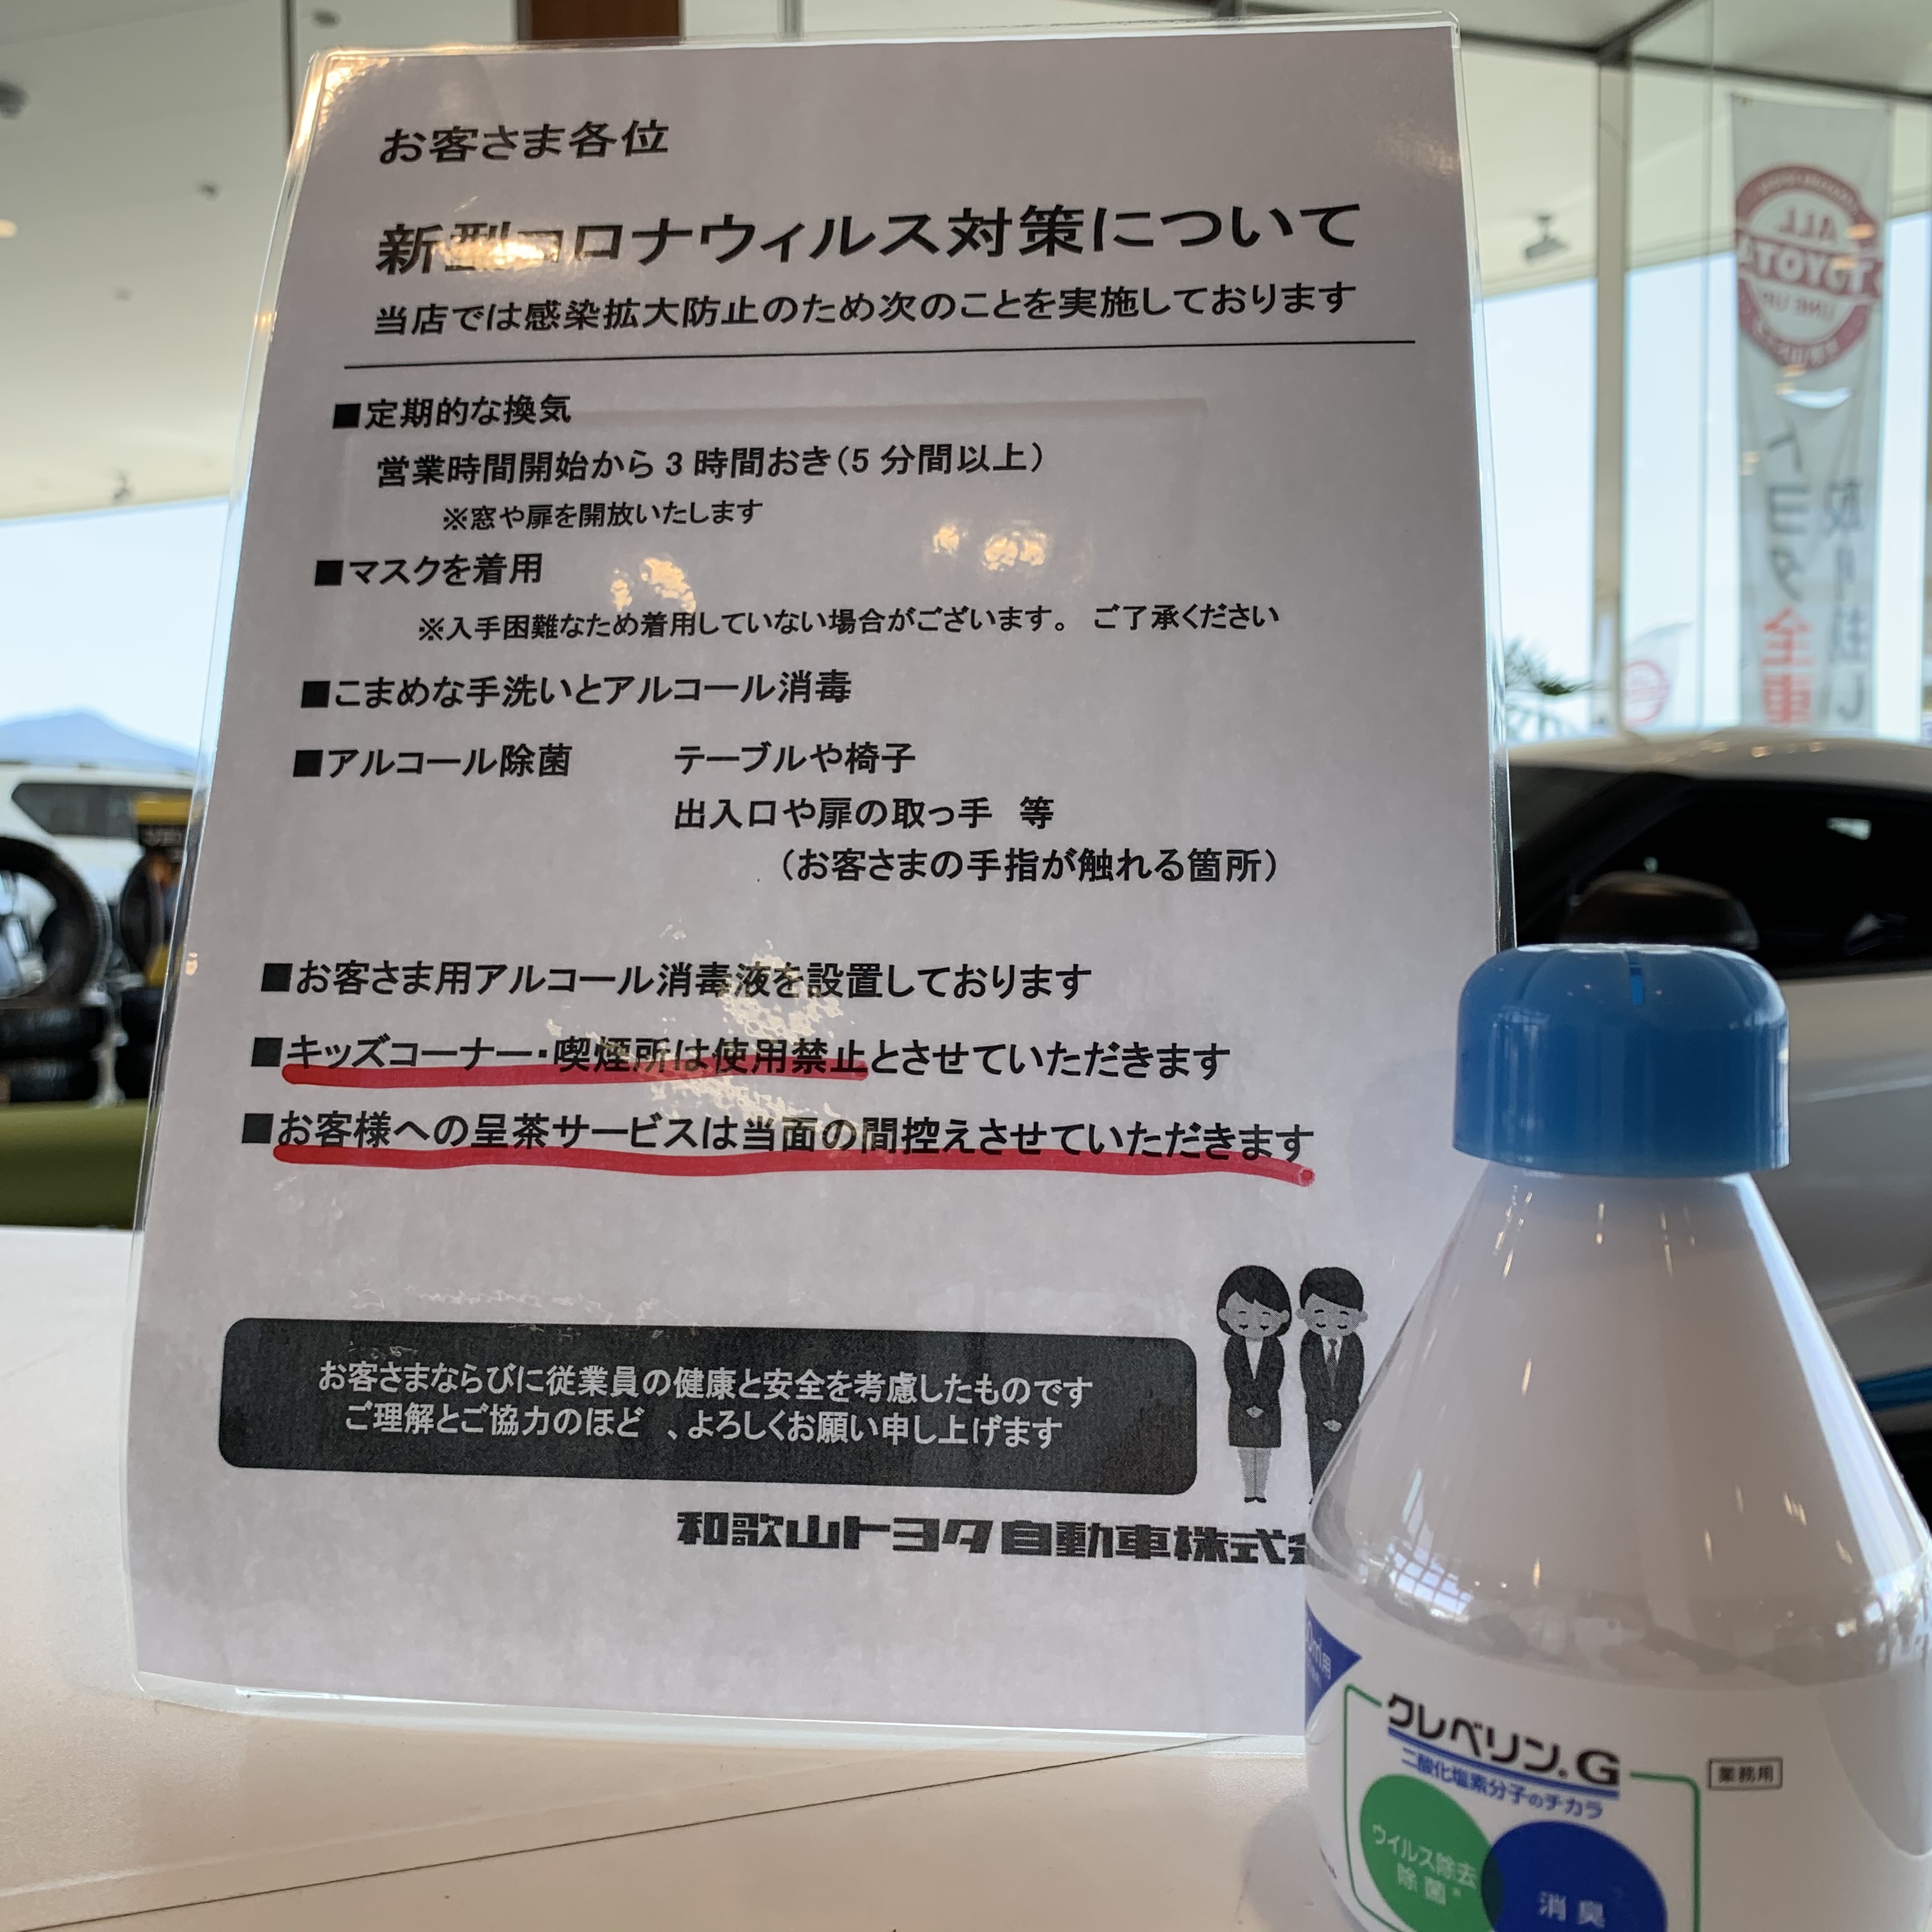 お客さま各位
新型コロナウィルス対策について
当店では感染拡大防止のため次のことを実施しております
■定期的な換気
営業時間開始から3時間おき（5分間以上）
※窓や扉を開放いたします
■マスクを着用
※入手困難なため着用していない場合がございます。 ご了承ください
■こまめな手洗いとアルコール消毒
■アルコール除菌 テーブルや椅子
出入口や扉の取っ手 等
（お客さまの手指が触れる箇所）
■お客さま用アルコール消毒液を設置しております
■キッズコーナー・喫煙所は使用禁止とさせていただきます
■お客様への呈茶サービスは当面の間控えさせていただきます
お客さまならびに従業員の健康と安全を考慮したものです
ご理解とご協力のほど 、よろしくお願い申し上げます
和歌山トヨタ自動車株式
クレベリン®G
業務用
二酸化塩素分子のチカラ
ウイルス除去
除菌※
消臭
ALL
TOYOTA
LINE UP
トヨタ全車
取り扱い